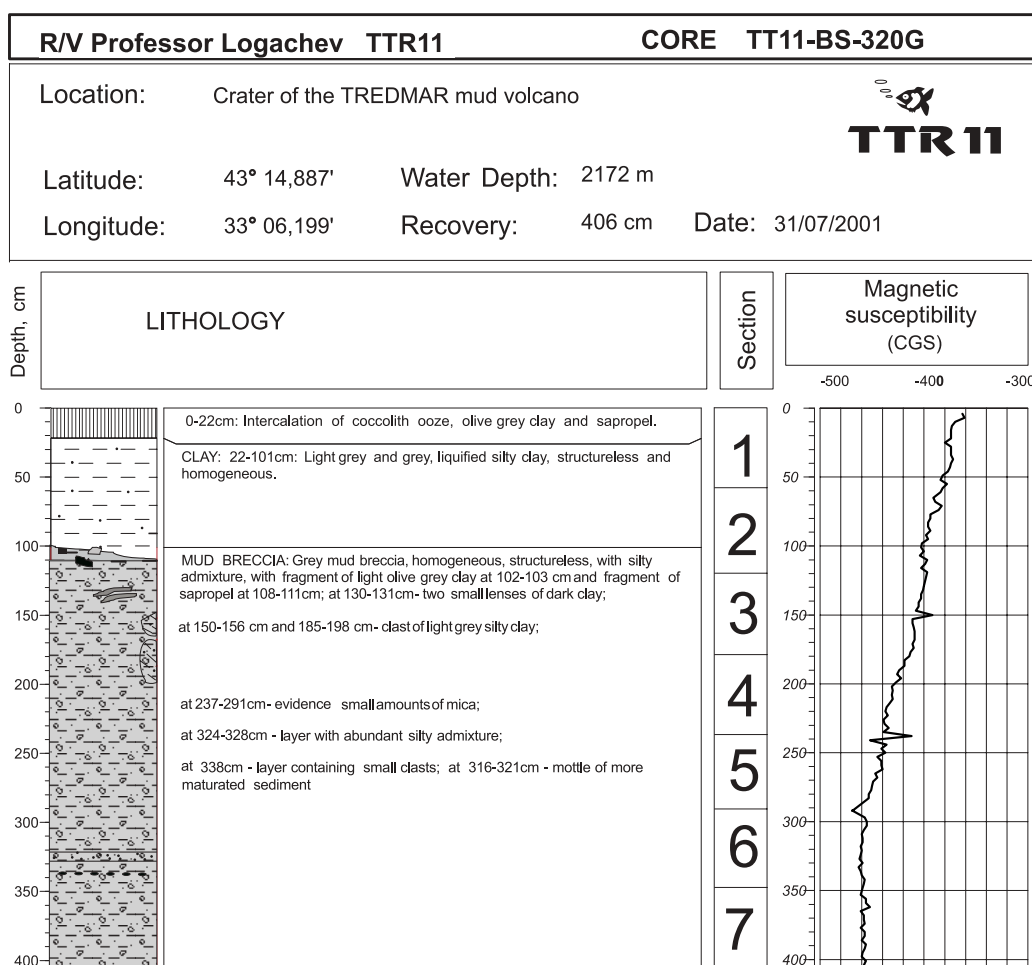 R/V Professor Logachev TTR11 CORE TT11-BS-320G
Location: Crater of the TREDMAR mud volcano
TTR11
Latitude: 43° 14,887' Water Depth: 2172 m
Longitude: 33° 06,199' Recovery: 406 cm Date: 31/07/2001
Depth, cm
LITHOLOGY
Section
Magnetic
susceptibility
(CGS)
-500 -400 -300
0
50
100
150
200
250
300
350
400
0-22cm: Intercalation of coccolith ooze, olive grey clay and sapropel.
CLAY: 22-101cm: Light grey and grey, liquified silty clay, structureless and
homogeneous.
MUD BRECCIA: Grey mud breccia, homogeneous, structureless, with silty
admixture, with fragment of light olive grey clay at 102-103 cm and fragment of
sapropel at 108-111cm; at 130-131cm- two small lenses of dark clay;
at 150-156 cm and 185-198 cm- clast of light grey silty clay;
at 237-291cm- evidence small amounts of mica;
at 324-328cm - layer with abundant silty admixture;
at 338cm - layer containing small clasts; at 316-321cm - mottle of more
maturated sediment
1
2
3
4
5
6
7
0
50
100
150
200
250
300
350
400